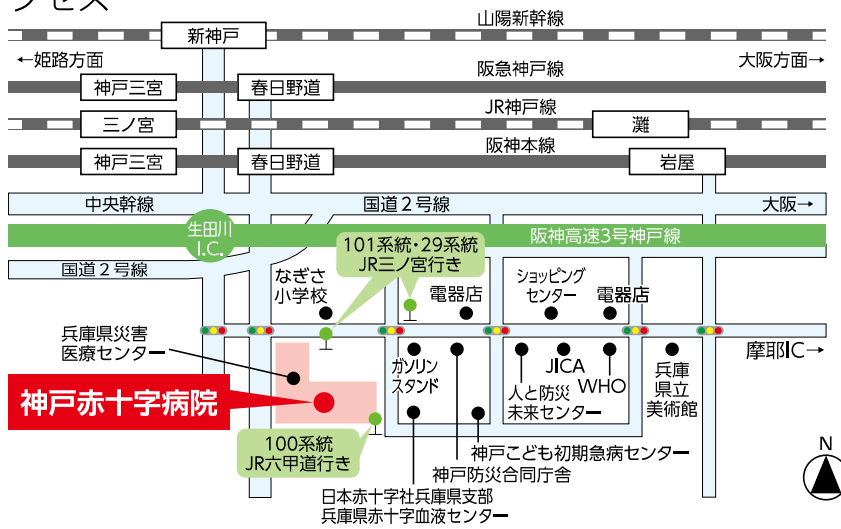 クセス
山陽新幹線
新神戸
←姫路方面
阪急神戸線
大阪方面→
神戸三宮
春日野道
JR神戸線
三ノ宮
灘
阪神本線
神戸三宮
春日野道
岩屋
中央幹線
国道2号線
大阪→
生田川
I.C.
阪神高速3号神戸線
101系統・29系統
JR三ノ宮行き
国道2号線
なぎさ
小学校
電器店
ショッピング
センター
電器店
兵庫県災害
医療センター
摩耶IC→
ガソリン
スタンド
JICA
WHO
人と防災
未来センター
兵庫
県立
美術館
神戸赤十字病院
100系統
JR六甲道行き
神戸こども初期急病センター
神戸防災合同庁舎
日本赤十字社兵庫県支部
兵庫県赤十字血液センター
N